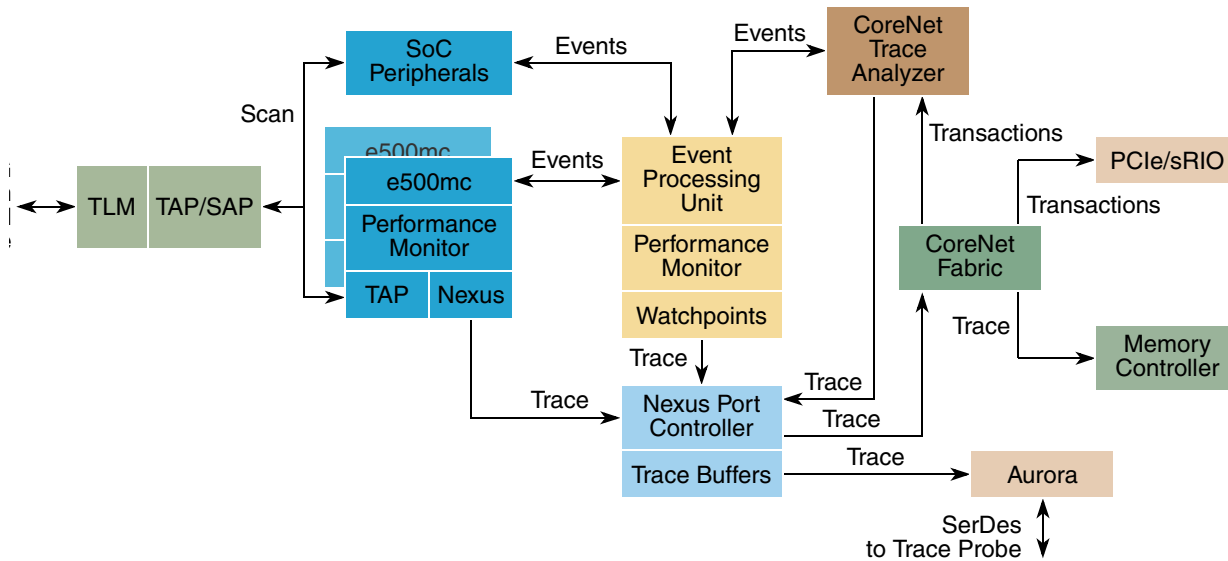 SoC
Peripherals
Events
Events
CoreNet
Trace
Analyzer
Scan
e500mc
Events
e500mc
Performance
Monitor
TAP
Nexus
Event
Processing
Unit
Performance
Monitor
Watchpoints
Transactions
PCIe/sRIO
Transactions
TLM
TAP/SAP
CoreNet
Fabric
Trace
Memory
Controller
Trace
Trace
Trace
Nexus Port
Controller
Trace
Trace Buffers
Trace
Aurora
SerDes
to Trace Probe